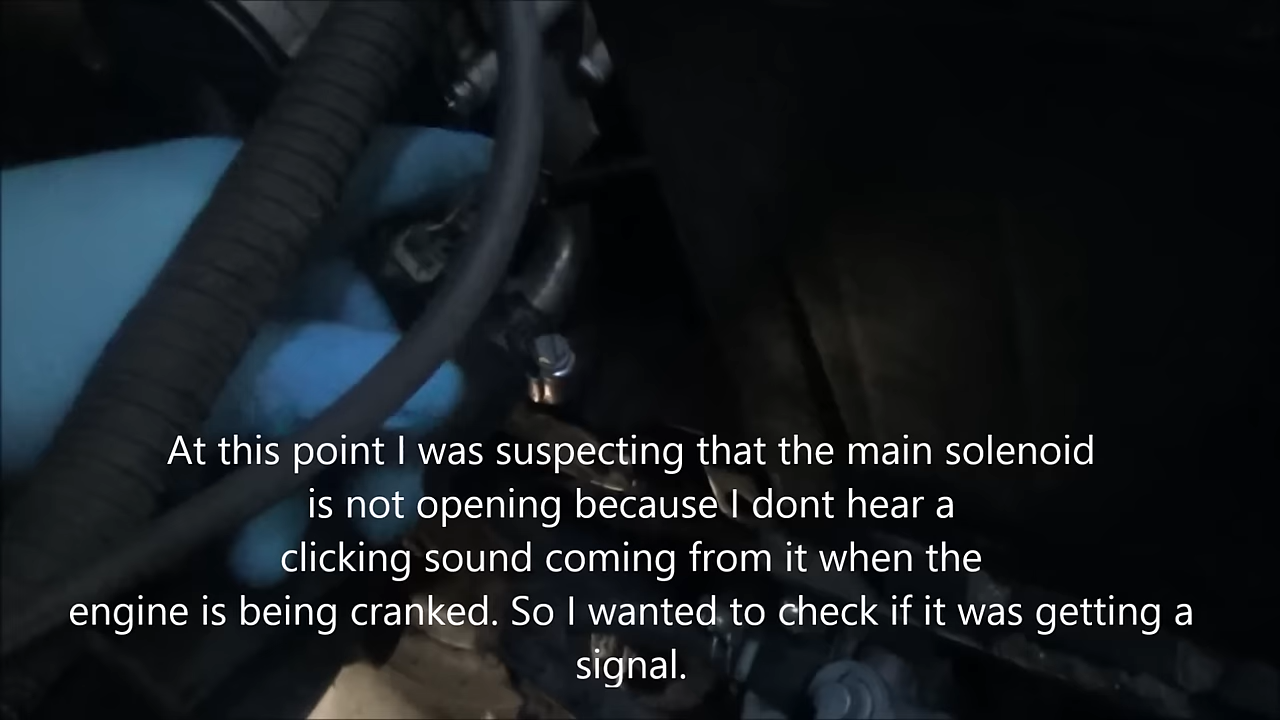 At this point I was suspecting that the main solenoid
is not opening because I dont hear a
clicking sound coming from it when the
engine is being cranked. So I wanted to check if it was getting a
signal.